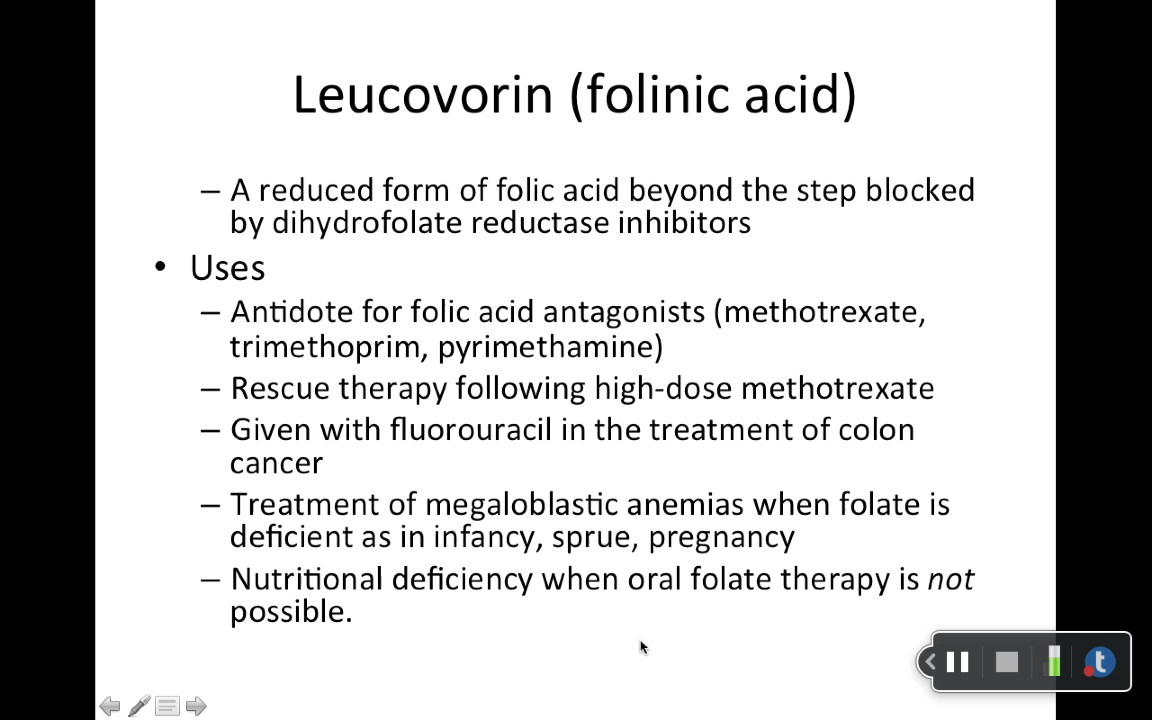 Leucovorin (folinic acid)
– A reduced form of folic acid beyond the step blocked
by dihydrofolate reductase inhibitors
• Uses
– Antidote for folic acid antagonists (methotrexate,
trimethoprim, pyrimethamine)
– Rescue therapy following high-dose methotrexate
– Given with fluorouracil in the treatment of colon
cancer
– Treatment of megaloblastic anemias when folate is
deficient as in infancy, sprue, pregnancy
– Nutritional deficiency when oral folate therapy is not
possible.
t